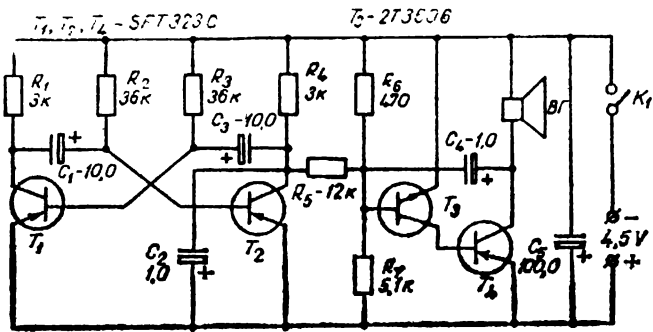 T1, T2, T4 – SFT323C
T3 – 2T3506
R1
3к
R2
36к
R3
36к
R4
3к
R6
470
ВГ
K1
C1–10,0
C3–10,0
C4–1,0
R5–12к
T1
C2
1,0
T2
T3
R7
5,1к
T4
C5
100,0
4,5V